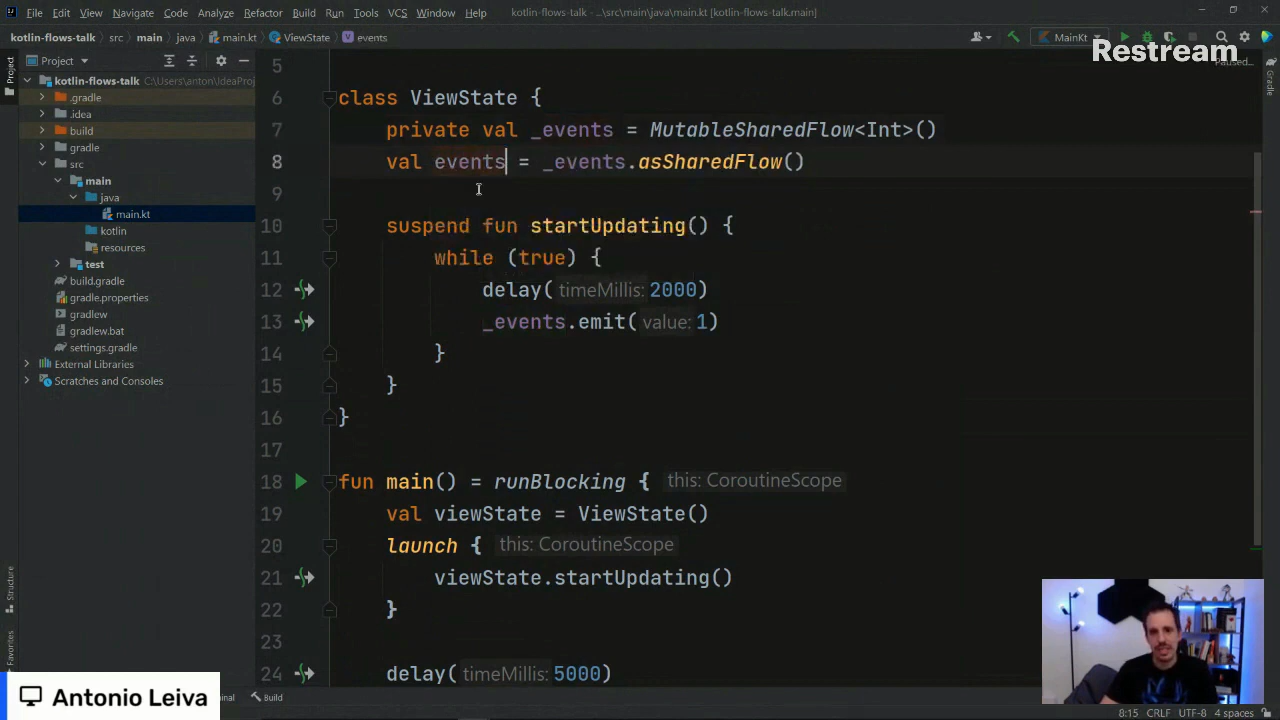 File Edit View Navigate Code Analyze Refactor Build Run Tools VCS Window Help kotlin-flows-talk - ...\src\main\java\main.kt [kotlin-flows-talk.main]
kotlin-flows-talk src main java main.kt ViewState events MainKt
Restream
Project
kotlin-flows-talk C:\Users\anton\IdeaProj
.gradle
.idea
build
gradle
src
main
java
main.kt
kotlin
resources
test
build.gradle
gradle.properties
gradlew
gradlew.bat
settings.gradle
External Libraries
Scratches and Consoles
Project
Structure
Favorites
Gradle
5
6 class ViewState {
7 private val _events = MutableSharedFlow<Int>()
8 val events = _events.asSharedFlow()
9
10 suspend fun startUpdating() {
11 while (true) {
12 delay( timeMillis: 2000)
13 _events.emit( value: 1)
14 }
15 }
16 }
17
18 fun main() = runBlocking { this: CoroutineScope
19 val viewState = ViewState()
20 launch { this: CoroutineScope
21 viewState.startUpdating()
22 }
23
24 delay( timeMillis: 5000)
Antonio Leiva
Build
8:15 CRLF UTF-8 4 spaces